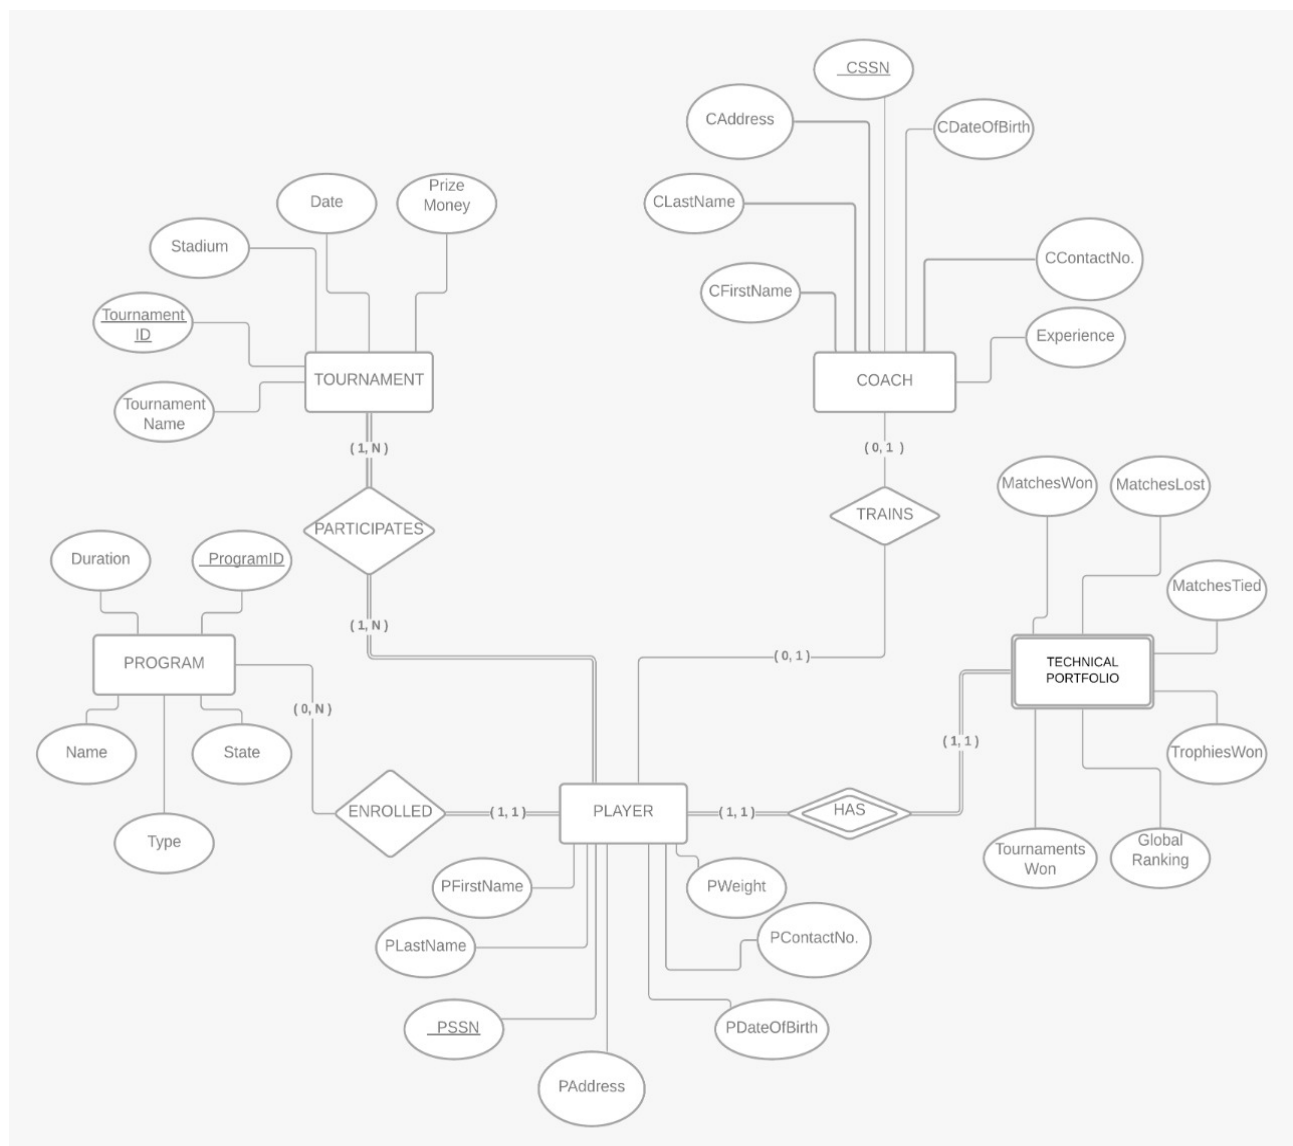 CSSN
CAddress
CDateOfBirth
Prize
Money
Date
CLastName
Stadium
CContactNo.
CFirstName
Tournament
ID
Experience
TOURNAMENT
COACH
Tournament
Name
( 1, N )
( 0, 1 )
MatchesWon
MatchesLost
TRAINS
PARTICIPATES
Duration
ProgramID
MatchesTied
( 1, N )
( 0, 1 )
PROGRAM
TECHNICAL
PORTFOLIO
( 0, N )
( 1, 1 )
Name
State
TrophiesWon
ENROLLED
( 1, 1 )
PLAYER
( 1, 1 )
HAS
Type
Tournaments
Won
Global
Ranking
PFirstName
PWeight
PLastName
PContactNo.
PSSN
PDateOfBirth
PAddress